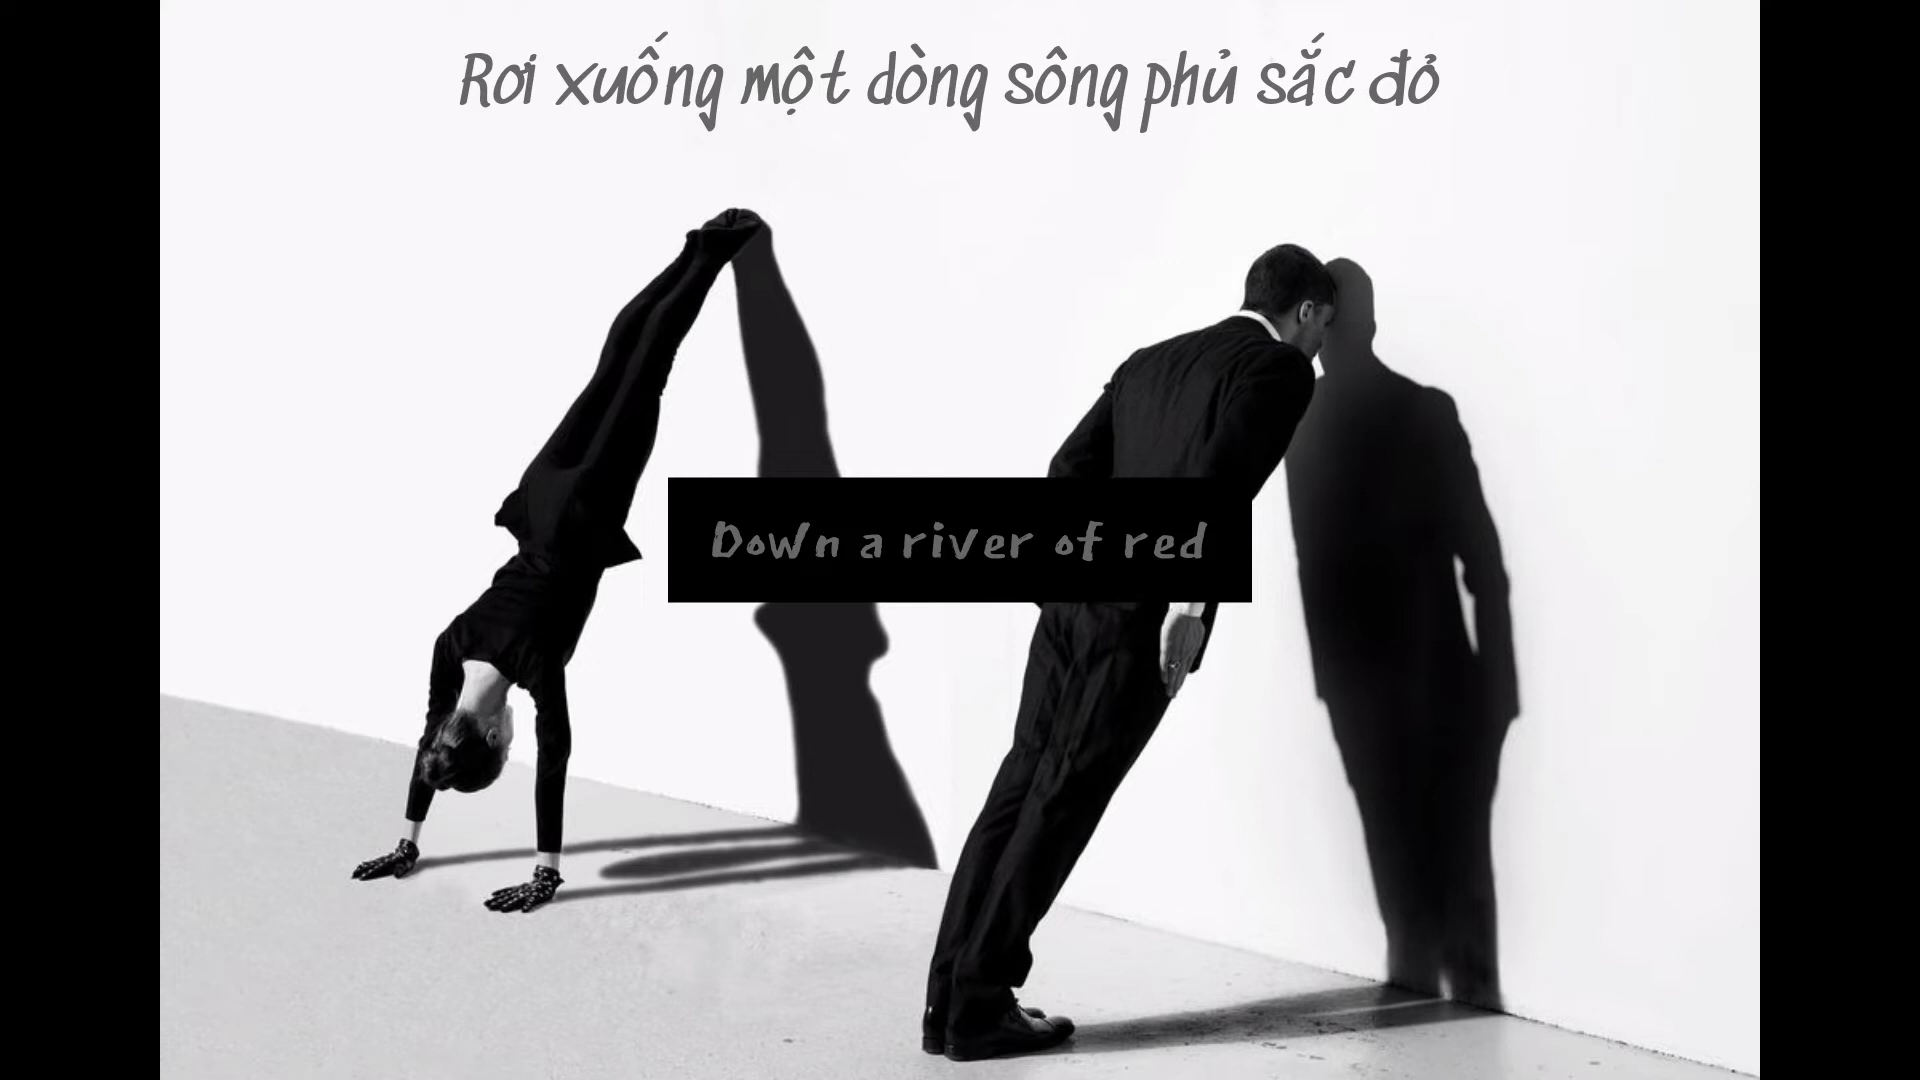 Rơi xuống một dòng sông phủ sắc đỏ
Down a river of red